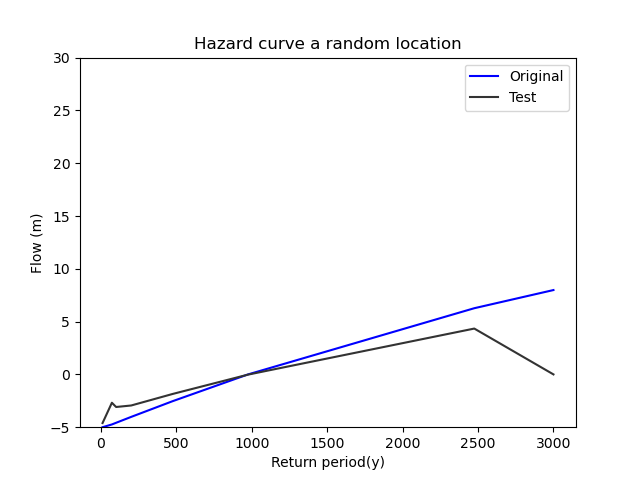 Hazard curve a random location
Original
Test
30
25
20
15
10
5
0
−5
Flow (m)
0 500 1000 1500 2000 2500 3000
Return period(y)